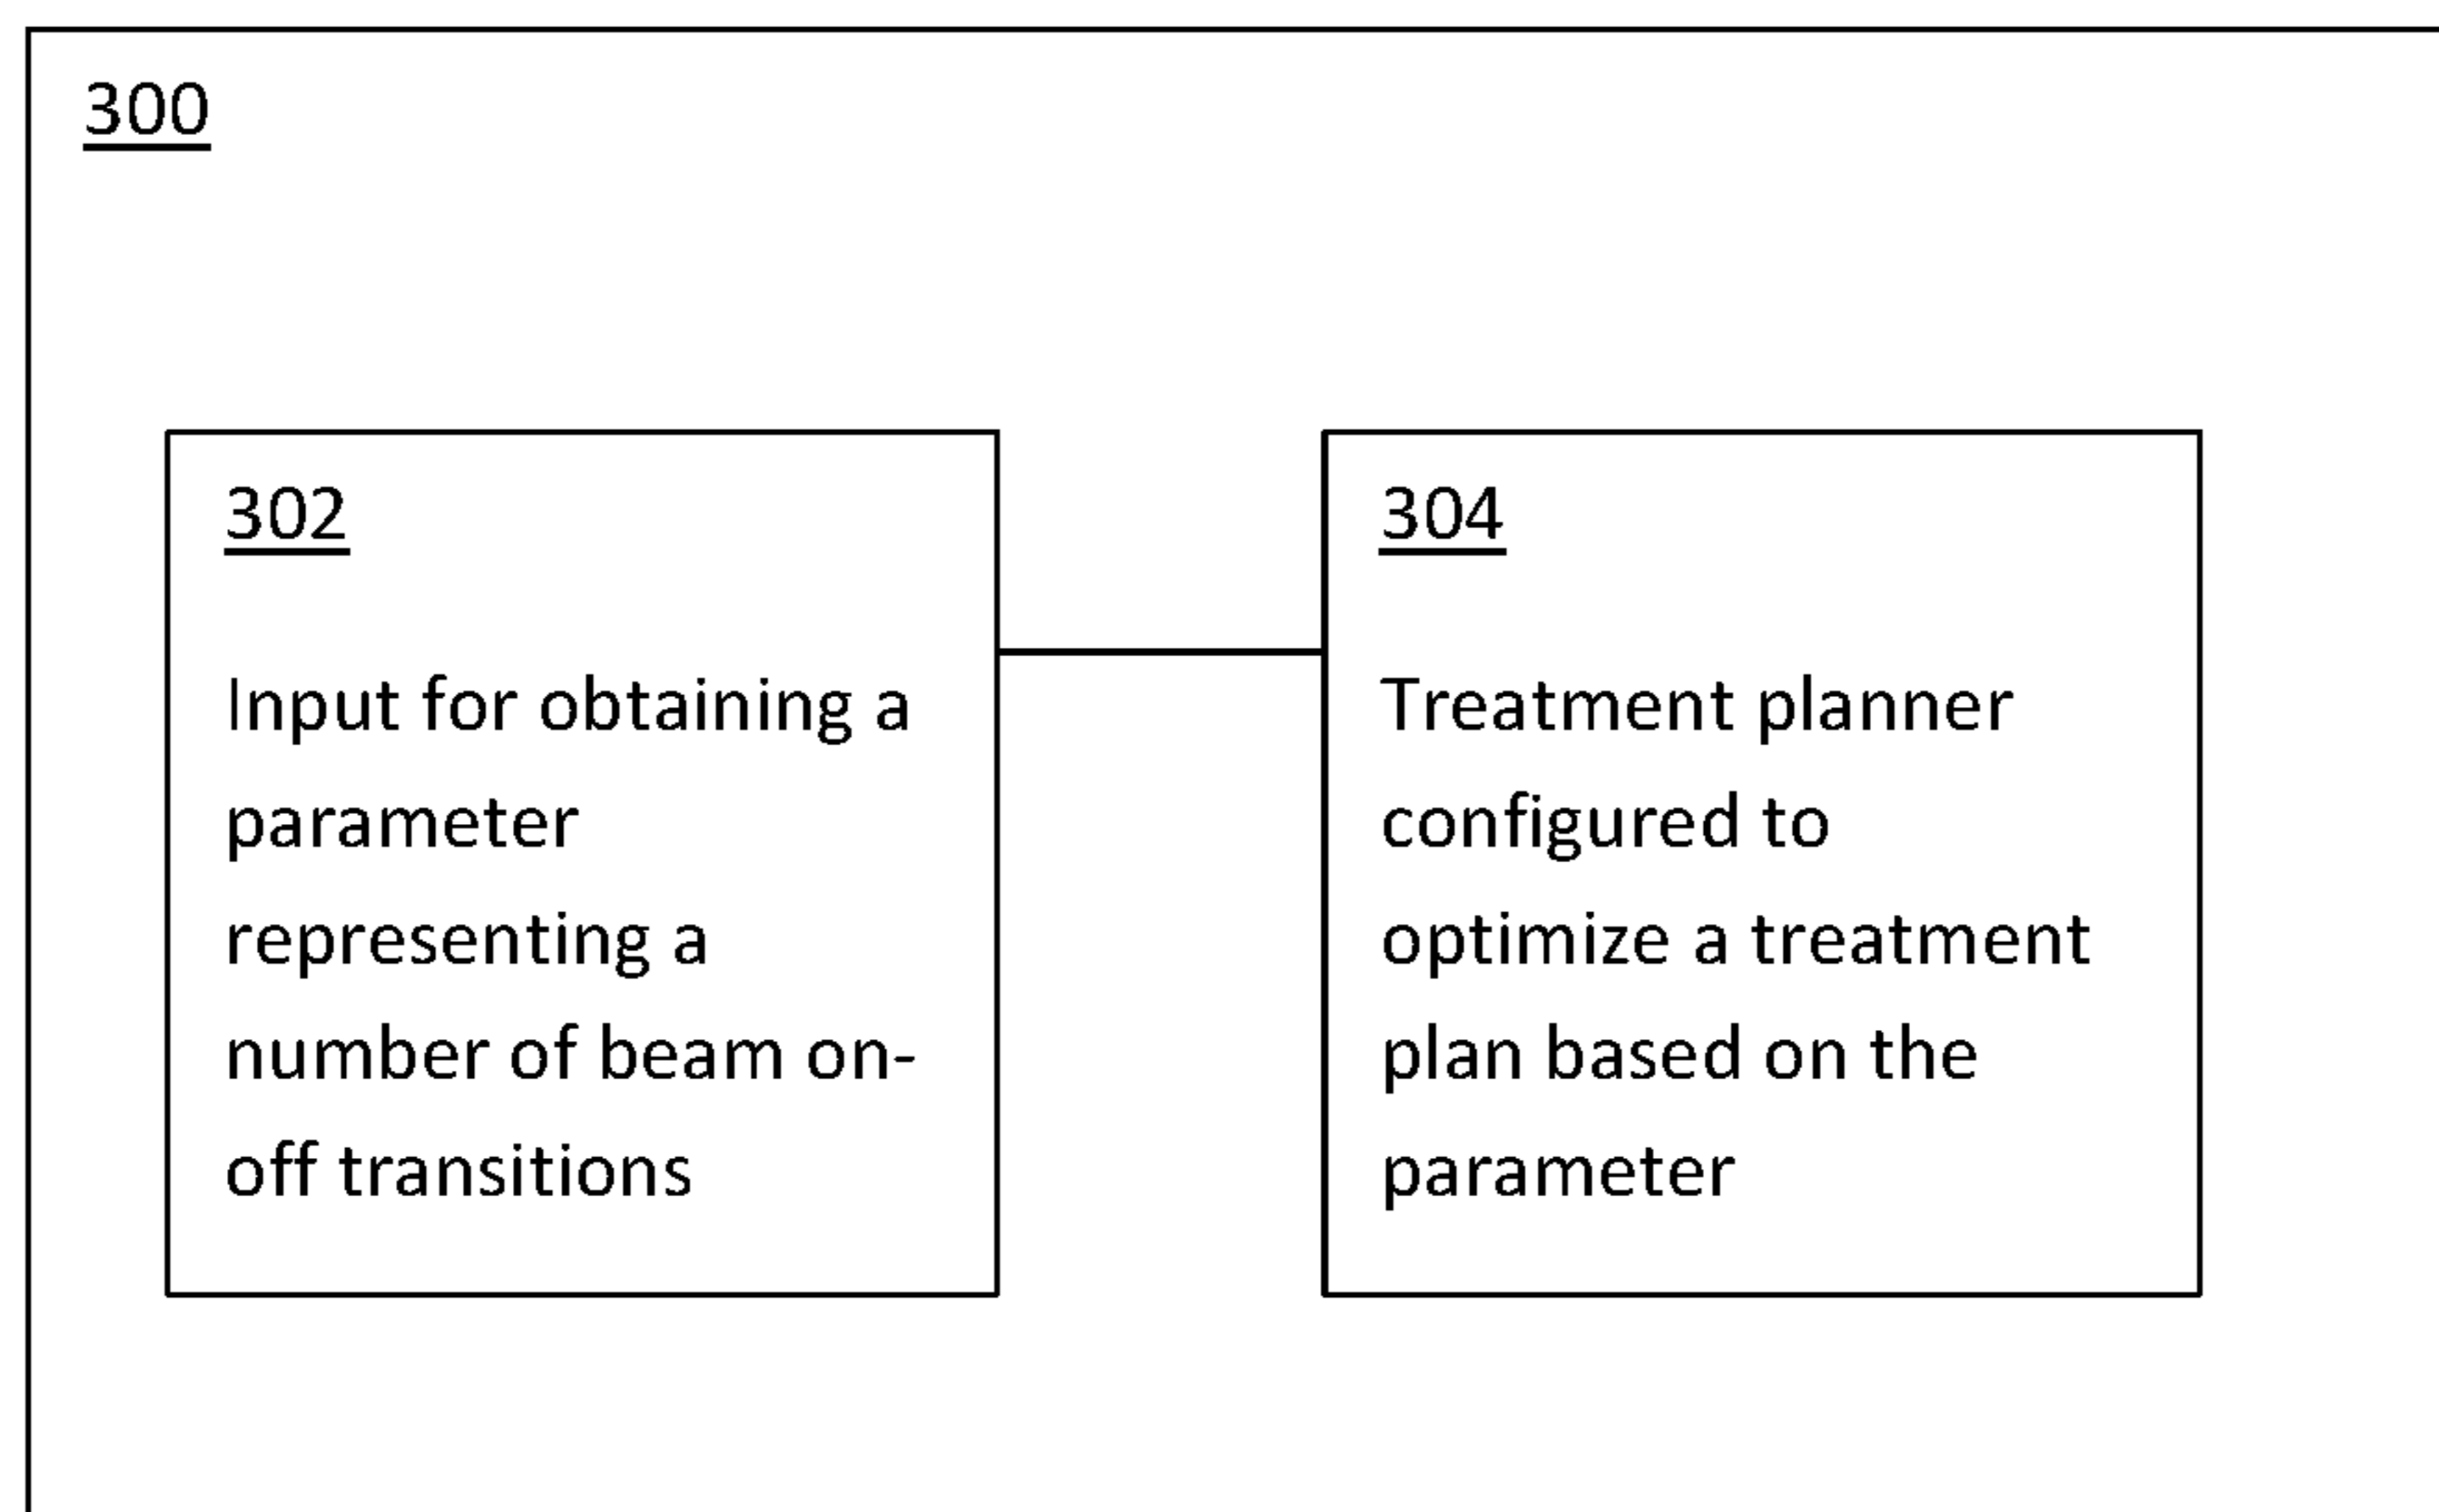 300
302
Input for obtaining a
parameter
representing a
number of beam on-
off transitions
304
Treatment planner
configured to
optimize a treatment
plan based on the
parameter